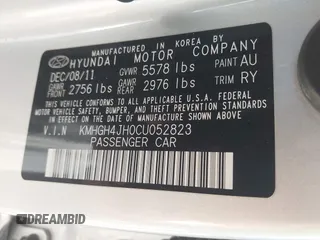 MANUFACTURED IN KOREA BY
HYUNDAI MOTOR COMPANY
DEC/08/11 GVWR 5578 lbs PAINT AU
GAWR FRONT 2756 lbs GAWR REAR 2976 lbs TRIM RY
THIS VEHICLE CONFORMS TO ALL APPLICABLE
FEDERAL MOTOR VEHICLE SAFETY, BUMPER, AND THEFT
PREVENTION STANDARDS IN EFFECT ON THE DATE OF
MANUFACTURE SHOWN ABOVE.
V.I.N KMHGH4JH0CU052823
PASSENGER CAR
DREAMBID